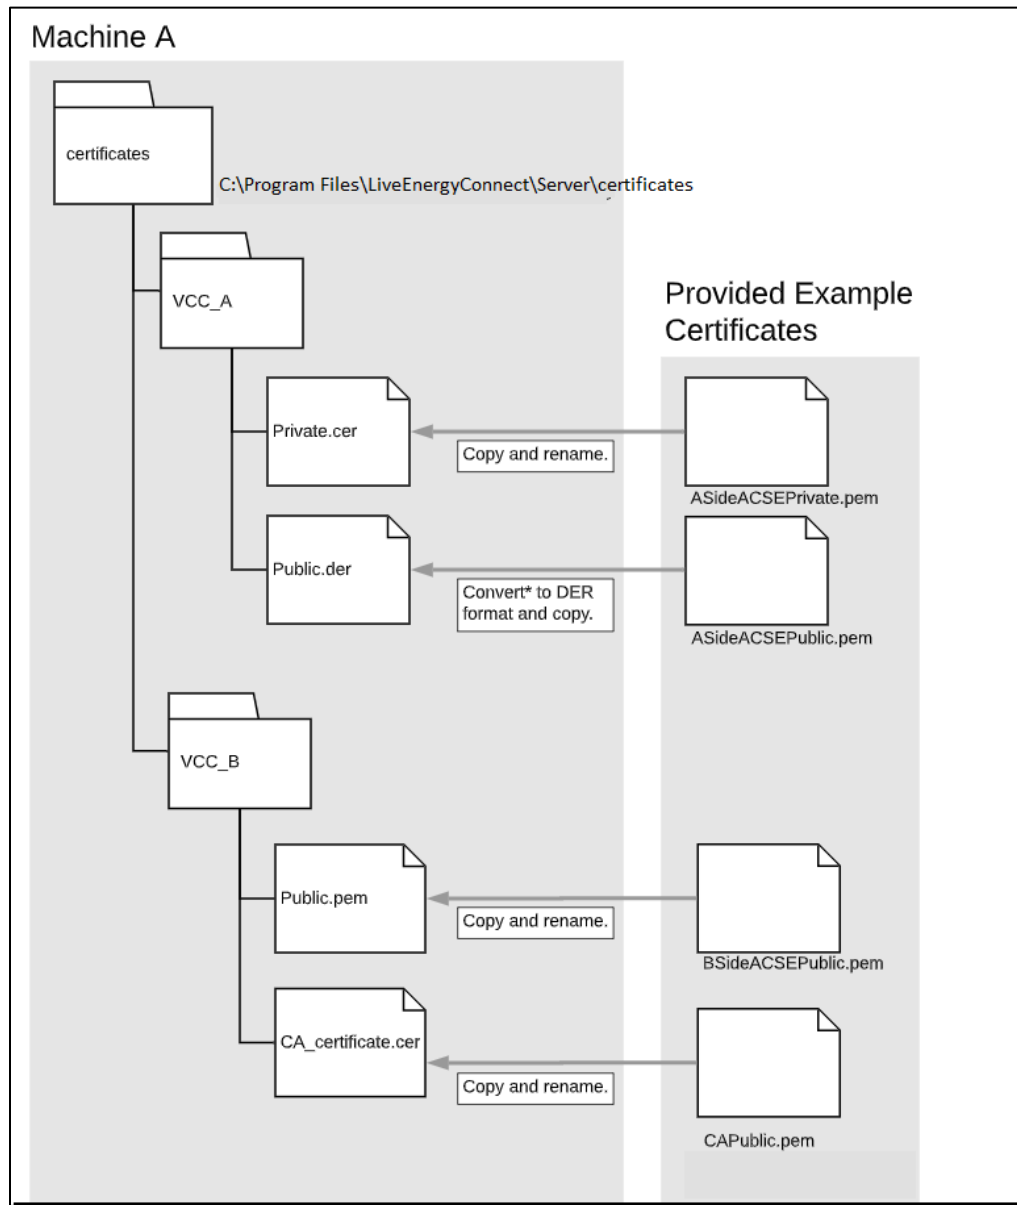 Machine A
certificates
C:\Program Files\LiveEnergyConnect\Server\certificates
VCC_A
Provided Example
Certificates
Private.cer
Copy and rename.
ASideACSEPrivate.pem
Public.der
Convert* to DER
format and copy.
ASideACSEPublic.pem
VCC_B
Public.pem
Copy and rename.
BSideACSEPublic.pem
CA_certificate.cer
Copy and rename.
CAPublic.pem